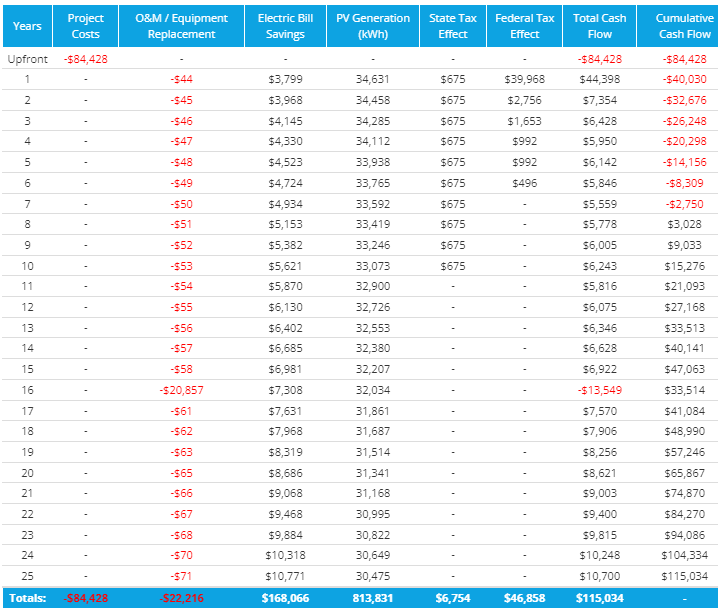 Years Project Costs O&M / Equipment Replacement Electric Bill Savings PV Generation (kWh) State Tax Effect Federal Tax Effect Total Cash Flow Cumulative Cash Flow
Upfront -$84,428 - - - - - -$84,428 -$84,428
1 - -$44 $3,799 34,631 $675 $39,968 $44,398 -$40,030
2 - -$45 $3,968 34,458 $675 $2,756 $7,354 -$32,676
3 - -$46 $4,145 34,285 $675 $1,653 $6,428 -$26,248
4 - -$47 $4,330 34,112 $675 $992 $5,950 -$20,298
5 - -$48 $4,523 33,938 $675 $992 $6,142 -$14,156
6 - -$49 $4,724 33,765 $675 $496 $5,846 -$8,309
7 - -$50 $4,934 33,592 $675 - $5,559 -$2,750
8 - -$51 $5,153 33,419 $675 - $5,778 $3,028
9 - -$52 $5,382 33,246 $675 - $6,005 $9,033
10 - -$53 $5,621 33,073 $675 - $6,243 $15,276
11 - -$54 $5,870 32,900 - - $5,816 $21,093
12 - -$55 $6,130 32,726 - - $6,075 $27,168
13 - -$56 $6,402 32,553 - - $6,346 $33,513
14 - -$57 $6,685 32,380 - - $6,628 $40,141
15 - -$58 $6,981 32,207 - - $6,922 $47,063
16 - -$20,857 $7,308 32,034 - - -$13,549 $33,514
17 - -$61 $7,631 31,861 - - $7,570 $41,084
18 - -$62 $7,968 31,687 - - $7,906 $48,990
19 - -$63 $8,319 31,514 - - $8,256 $57,246
20 - -$65 $8,686 31,341 - - $8,621 $65,867
21 - -$66 $9,068 31,168 - - $9,003 $74,870
22 - -$67 $9,468 30,995 - - $9,400 $84,270
23 - -$68 $9,884 30,822 - - $9,815 $94,086
24 - -$70 $10,318 30,649 - - $10,248 $104,334
25 - -$71 $10,771 30,475 - - $10,700 $115,034
Totals: -$84,428 -$22,216 $168,066 813,831 $6,754 $46,858 $115,034 -